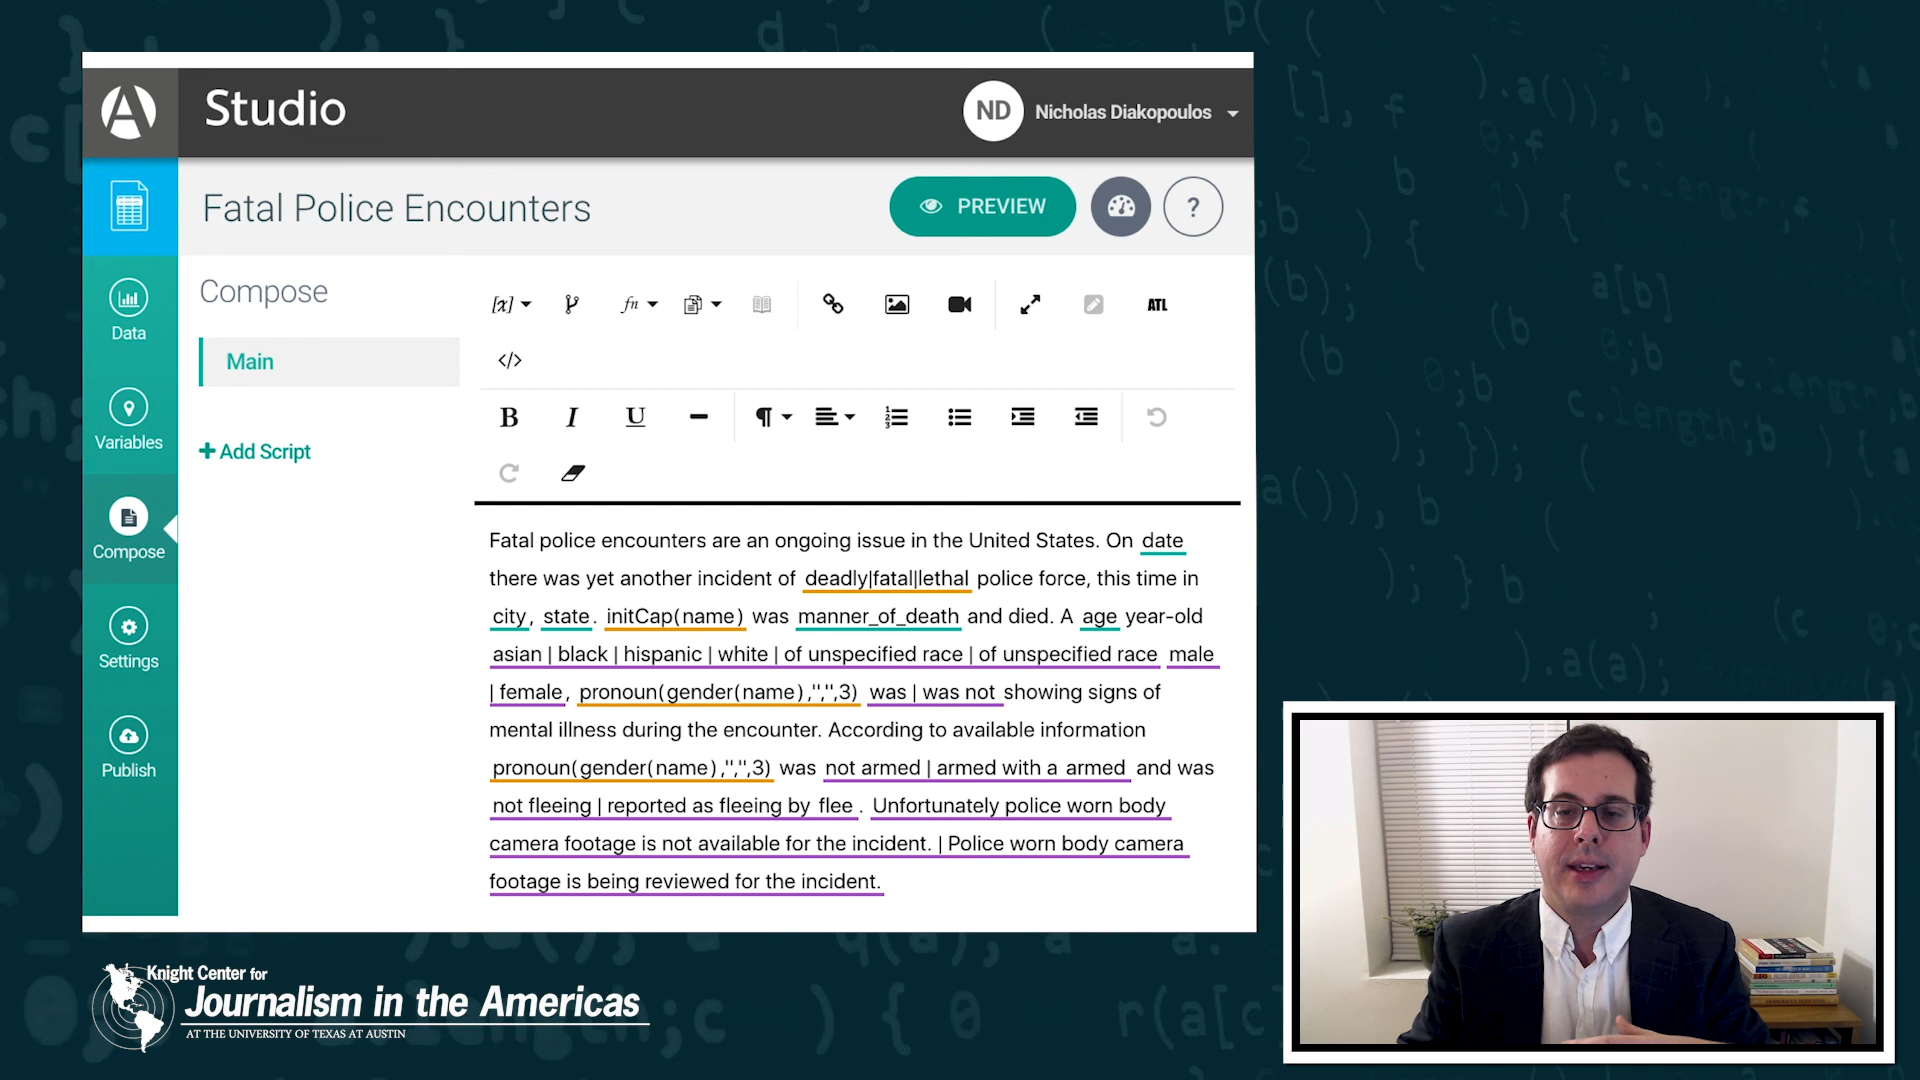 Studio
ND Nicholas Diakopoulos
Fatal Police Encounters
PREVIEW
?
Data
Variables
Compose
Settings
Publish
Compose
Main
+ Add Script
[x]
fn
ATL
</>
B I U
Fatal police encounters are an ongoing issue in the United States. On date
there was yet another incident of deadly|fatal|lethal police force, this time in
city, state. initCap(name) was manner_of_death and died. A age year-old
asian | black | hispanic | white | of unspecified race | of unspecified race male
| female, pronoun(gender(name),'','',3) was | was not showing signs of
mental illness during the encounter. According to available information
pronoun(gender(name),'','',3) was not armed | armed with a armed and was
not fleeing | reported as fleeing by flee . Unfortunately police worn body
camera footage is not available for the incident. | Police worn body camera
footage is being reviewed for the incident.
Knight Center for
Journalism in the Americas
AT THE UNIVERSITY OF TEXAS AT AUSTIN